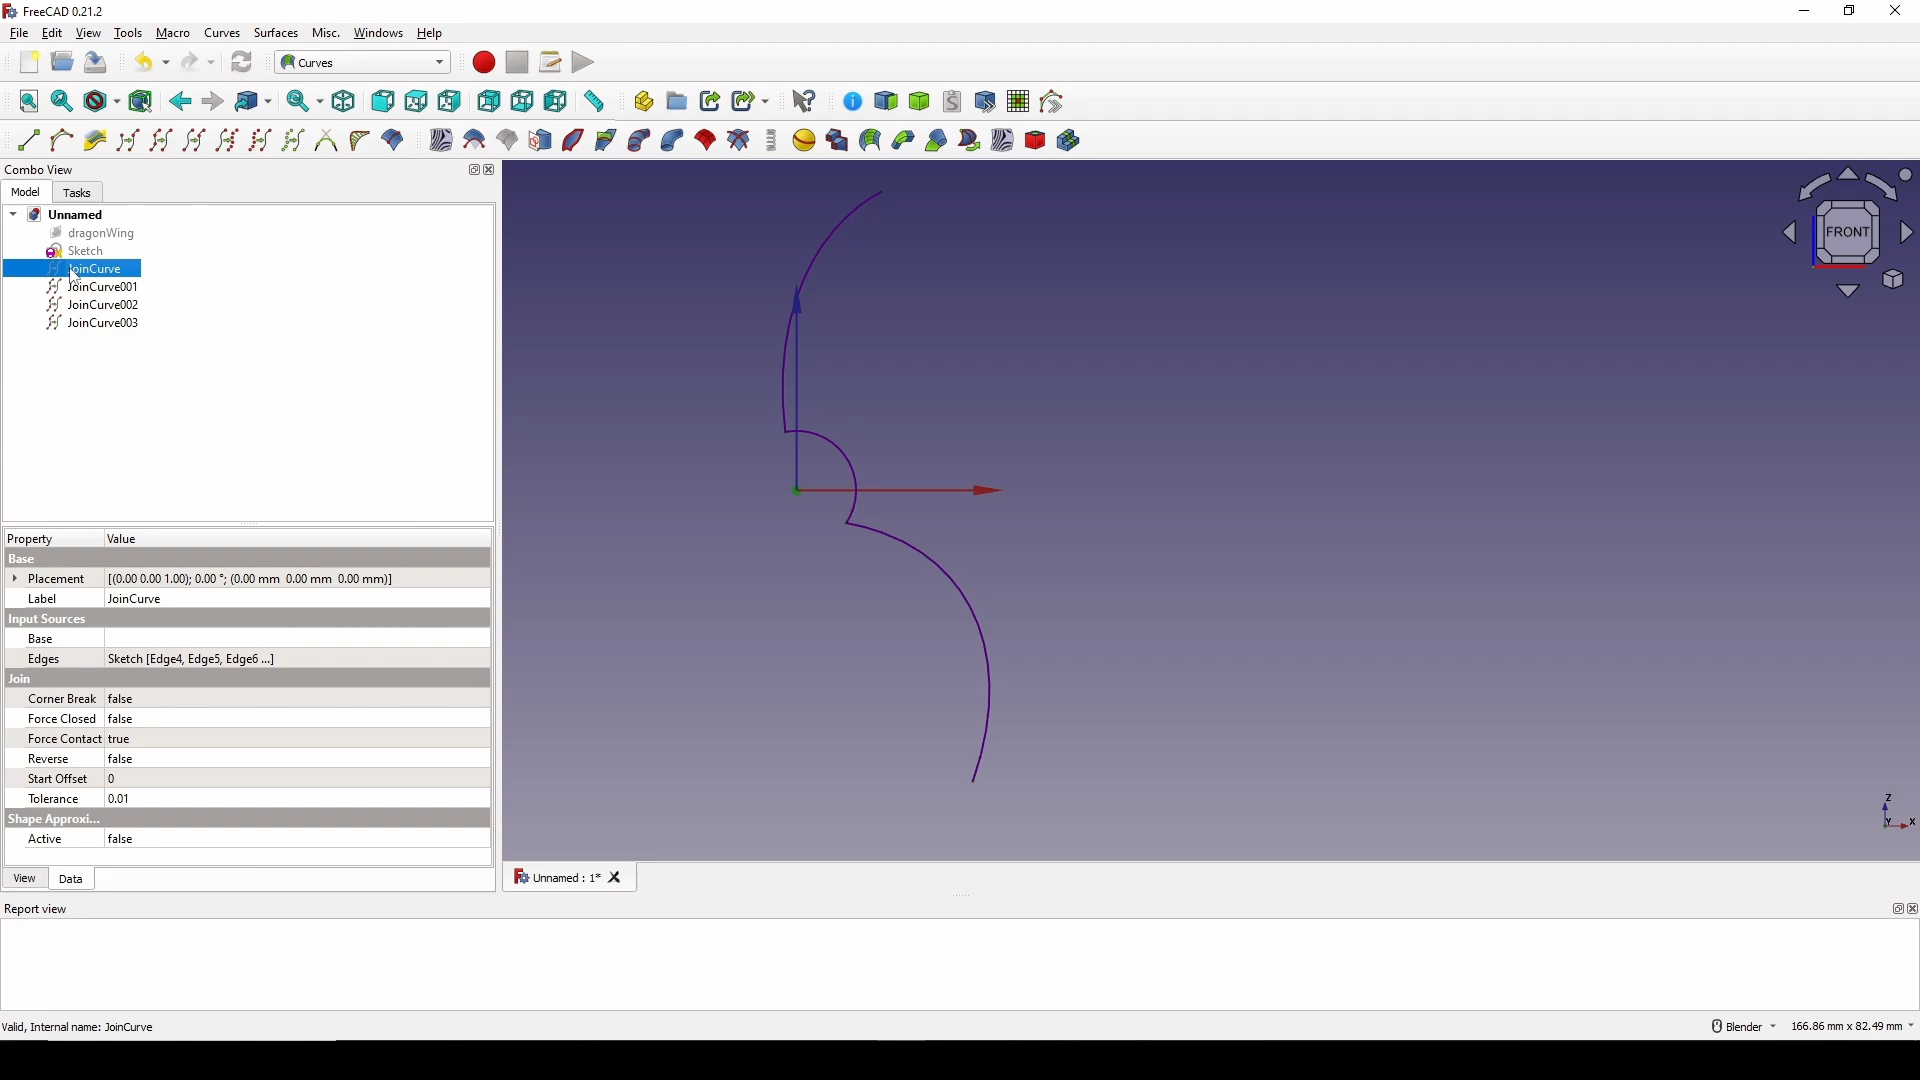 FreeCAD 0.21.2
File Edit View Tools Macro Curves Surfaces Misc. Windows Help
Curves
Combo View
Model Tasks
Unnamed
dragonWing
Sketch
JoinCurve
JoinCurve001
JoinCurve002
JoinCurve003
Property Value
Base
Placement [(0.00 0.00 1.00); 0.00 °; (0.00 mm 0.00 mm 0.00 mm)]
Label JoinCurve
Input Sources
Base
Edges Sketch [Edge4, Edge5, Edge6 ...]
Join
Corner Break false
Force Closed false
Force Contact true
Reverse false
Start Offset 0
Tolerance 0.01
Shape Approxi...
Active false
View Data
FRONT
Z
Y X
Unnamed : 1*
Report view
Valid, Internal name: JoinCurve
Blender 166.86 mm x 82.49 mm